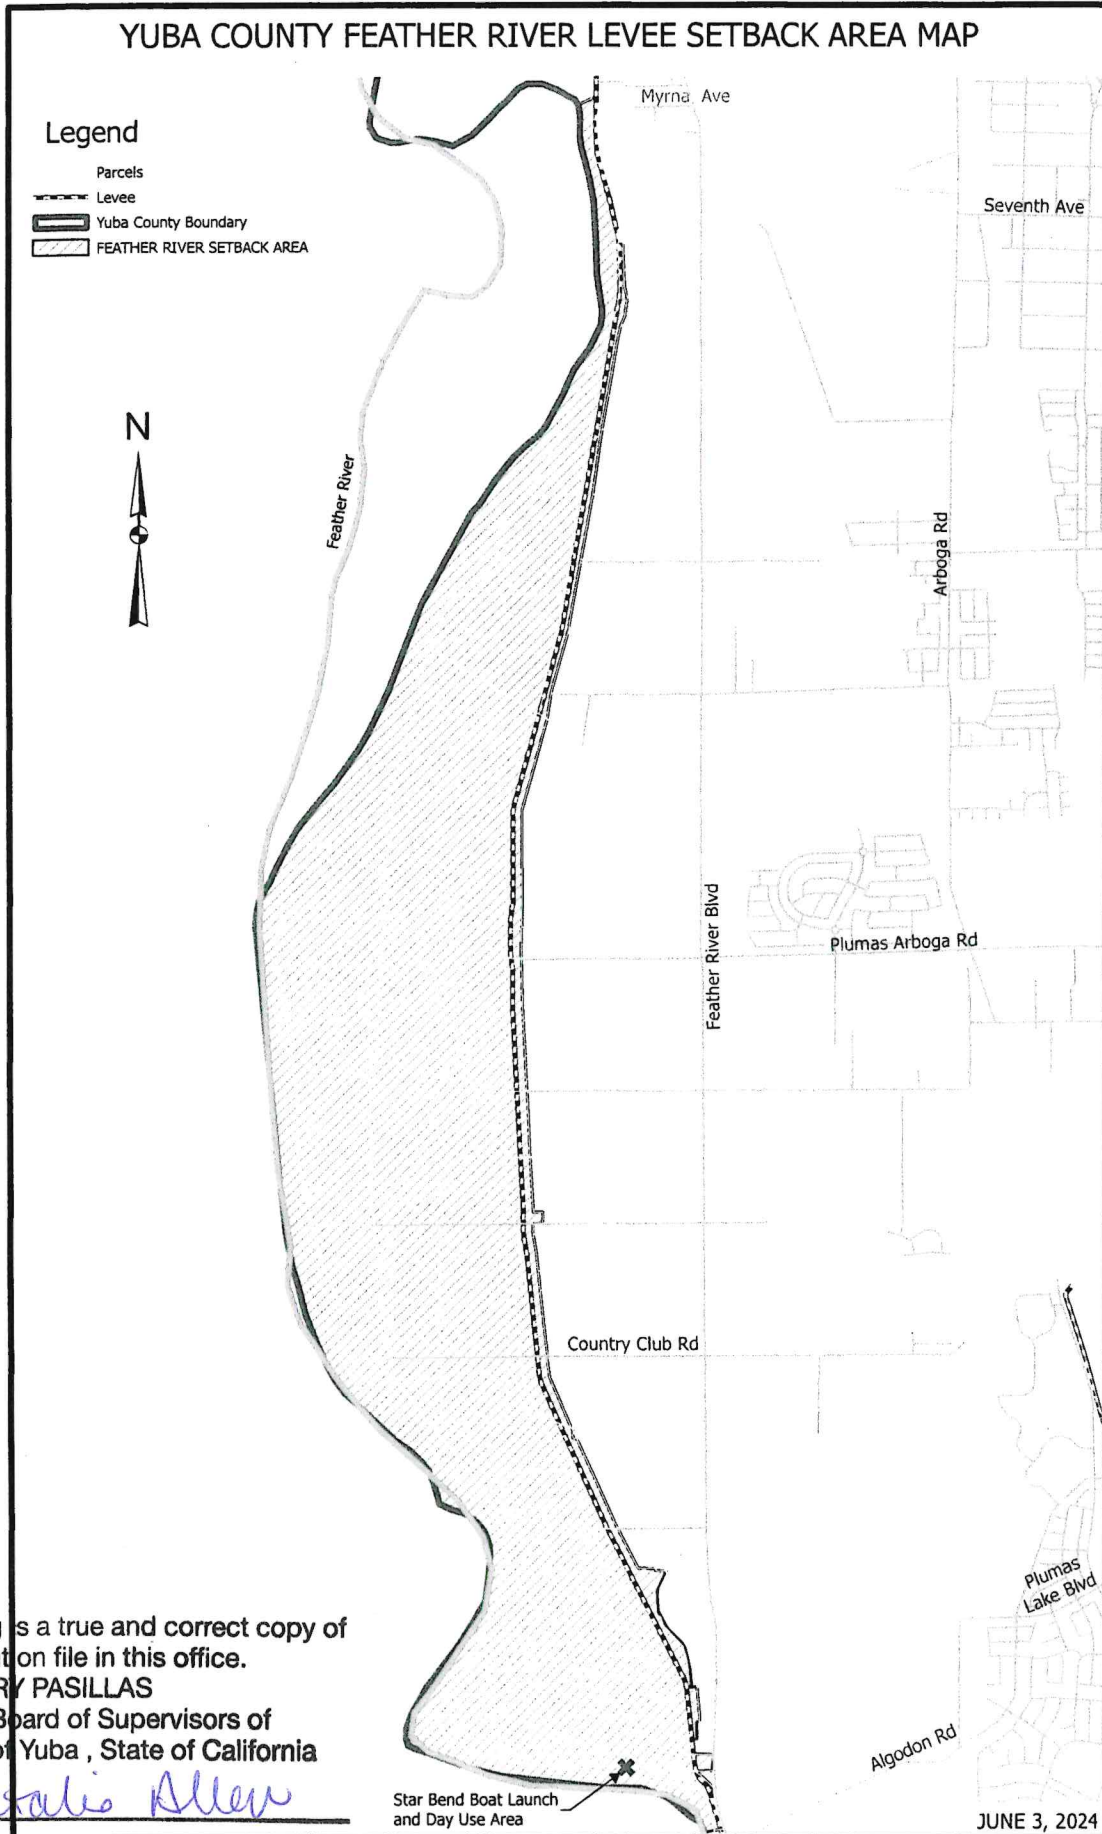 YUBA COUNTY FEATHER RIVER LEVEE SETBACK AREA MAP
Myrna Ave
Legend
Parcels
Levee
Yuba County Boundary
FEATHER RIVER SETBACK AREA
Seventh Ave
N
Feather River
Arboga Rd
Feather River Blvd
Plumas Arboga Rd
Country Club Rd
Plumas
Lake Blvd
is a true and correct copy of
on file in this office.
PASILLAS
Board of Supervisors of
Yuba , State of California
Allen
Algodon Rd
Star Bend Boat Launch
and Day Use Area
JUNE 3, 2024